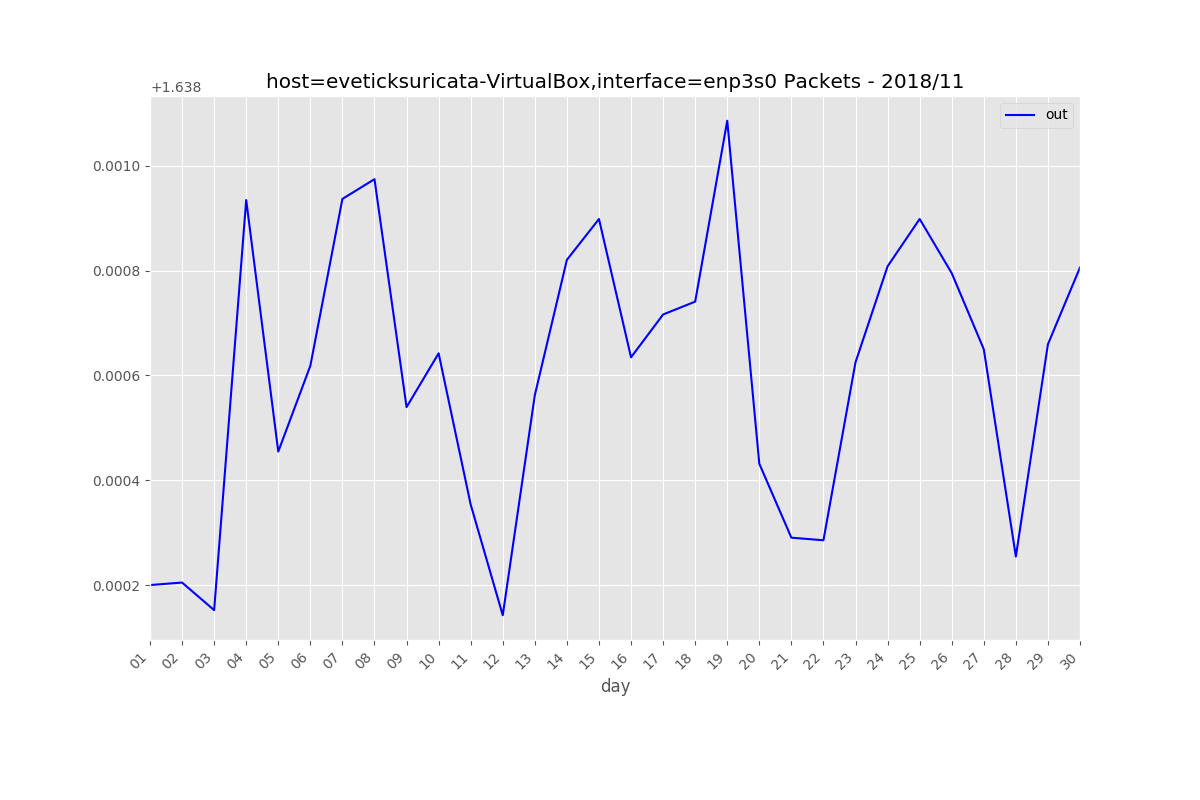 host=eveticksuricata-VirtualBox,interface=enp3s0 Packets - 2018/11
+1.638
out
0.0010
0.0008
0.0006
0.0004
0.0002
01 02 03 04 05 06 07 08 09 10 11 12 13 14 15 16 17 18 19 20 21 22 23 24 25 26 27 28 29 30
day